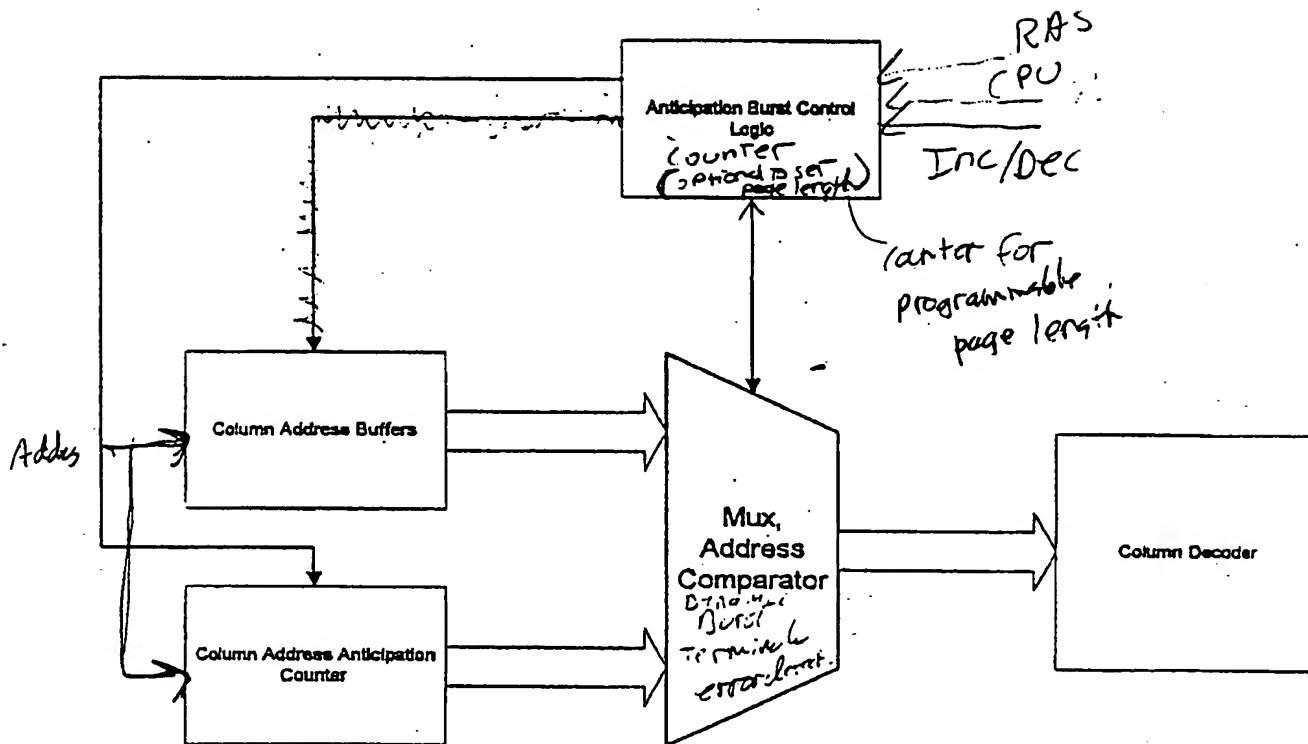 RAS
CPU
Inc/Dec
Anticipation Burst Control
Logic
counter
(optional to set
page length)
counter for
programmable
page length
Column Address Buffers
Addes
Mux,
Address
Comparator
Burst
Terminate
Column Decoder
Column Address Anticipation
Counter